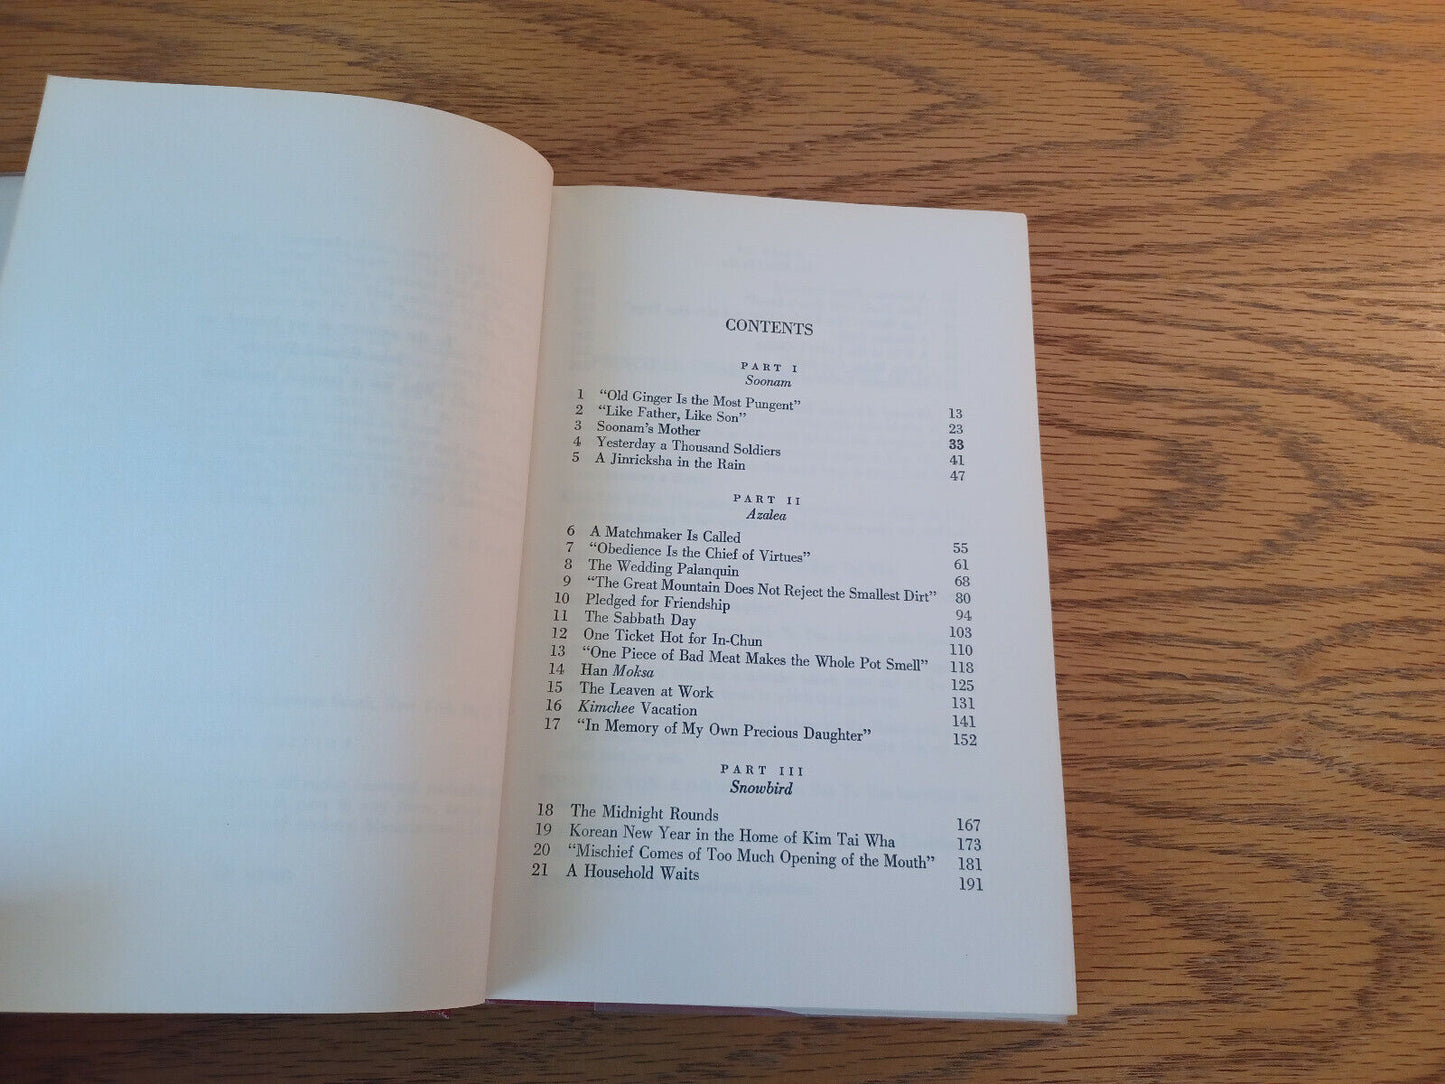 CONTENTS
PART I
Soonam
1 "Old Ginger Is the Most Pungent" 13
2 "Like Father, Like Son" 23
3 Soonam's Mother 33
4 Yesterday a Thousand Soldiers 41
5 A Jinricksha in the Rain 47
PART II
Azalea
6 A Matchmaker Is Called 55
7 "Obedience Is the Chief of Virtues" 61
8 The Wedding Palanquin 68
9 "The Great Mountain Does Not Reject the Smallest Dirt" 80
10 Pledged for Friendship 94
11 The Sabbath Day 103
12 One Ticket Hot for In-Chun 110
13 "One Piece of Bad Meat Makes the Whole Pot Smell" 118
14 Han Moksa 125
15 The Leaven at Work 131
16 Kimchee Vacation 141
17 "In Memory of My Own Precious Daughter" 152
PART III
Snowbird
18 The Midnight Rounds 167
19 Korean New Year in the Home of Kim Tai Wha 173
20 "Mischief Comes of Too Much Opening of the Mouth" 181
21 A Household Waits 191